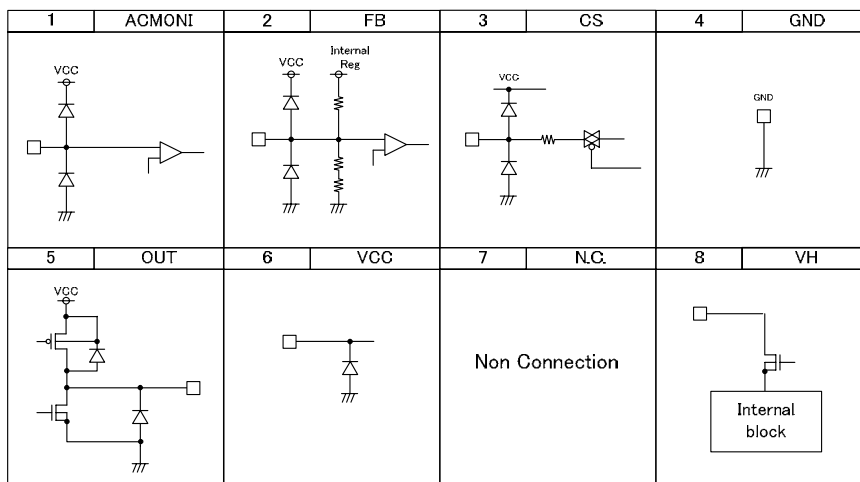 1 ACMONI 2 FB 3 CS 4 GND
VCC
VCC
Internal
Reg
VCC
GND
5 OUT 6 VCC 7 N.C. 8 VH
VCC
Non Connection
Internal
block